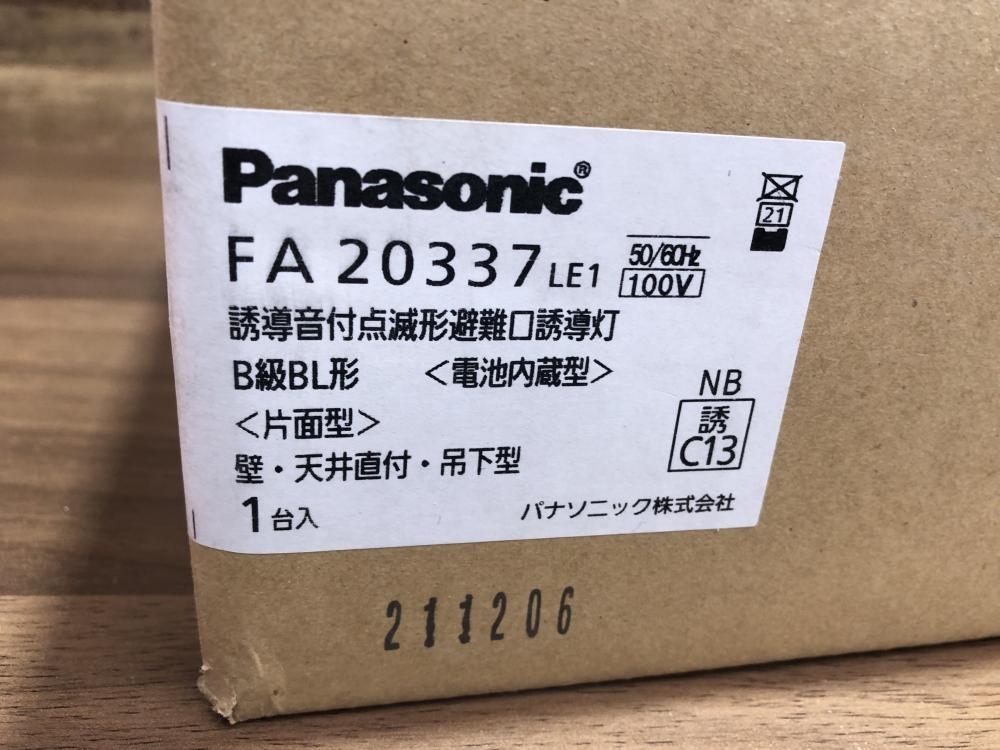 Panasonic®
FA 20337 LE1
50/60Hz
100V
21
誘導音付点滅形避難口誘導灯
B級BL形 <電池内蔵型>
<片面型>
壁・天井直付・吊下型
1台入
NB
誘
C13
パナソニック株式会社
211206